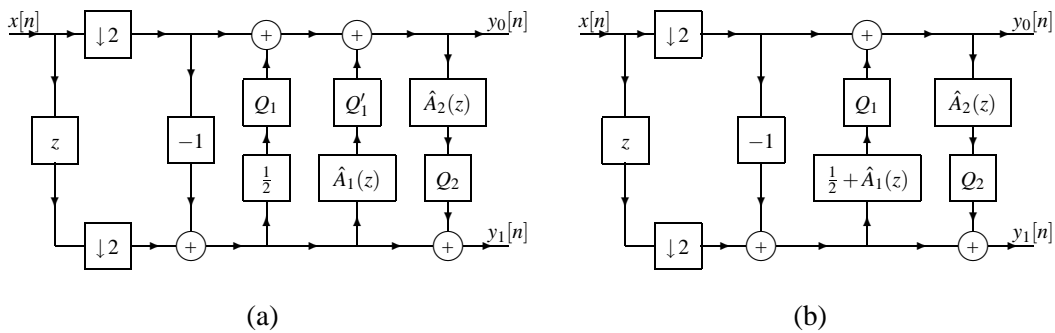 x[n] ↓2 + + y₀[n]
Q₁ Q′₁ Â₂(z)
z −1
½ Â₁(z) Q₂
↓2 + + y₁[n]
(a)
x[n] ↓2 + y₀[n]
Q₁ Â₂(z)
z −1
½ + Â₁(z) Q₂
↓2 + + y₁[n]
(b)